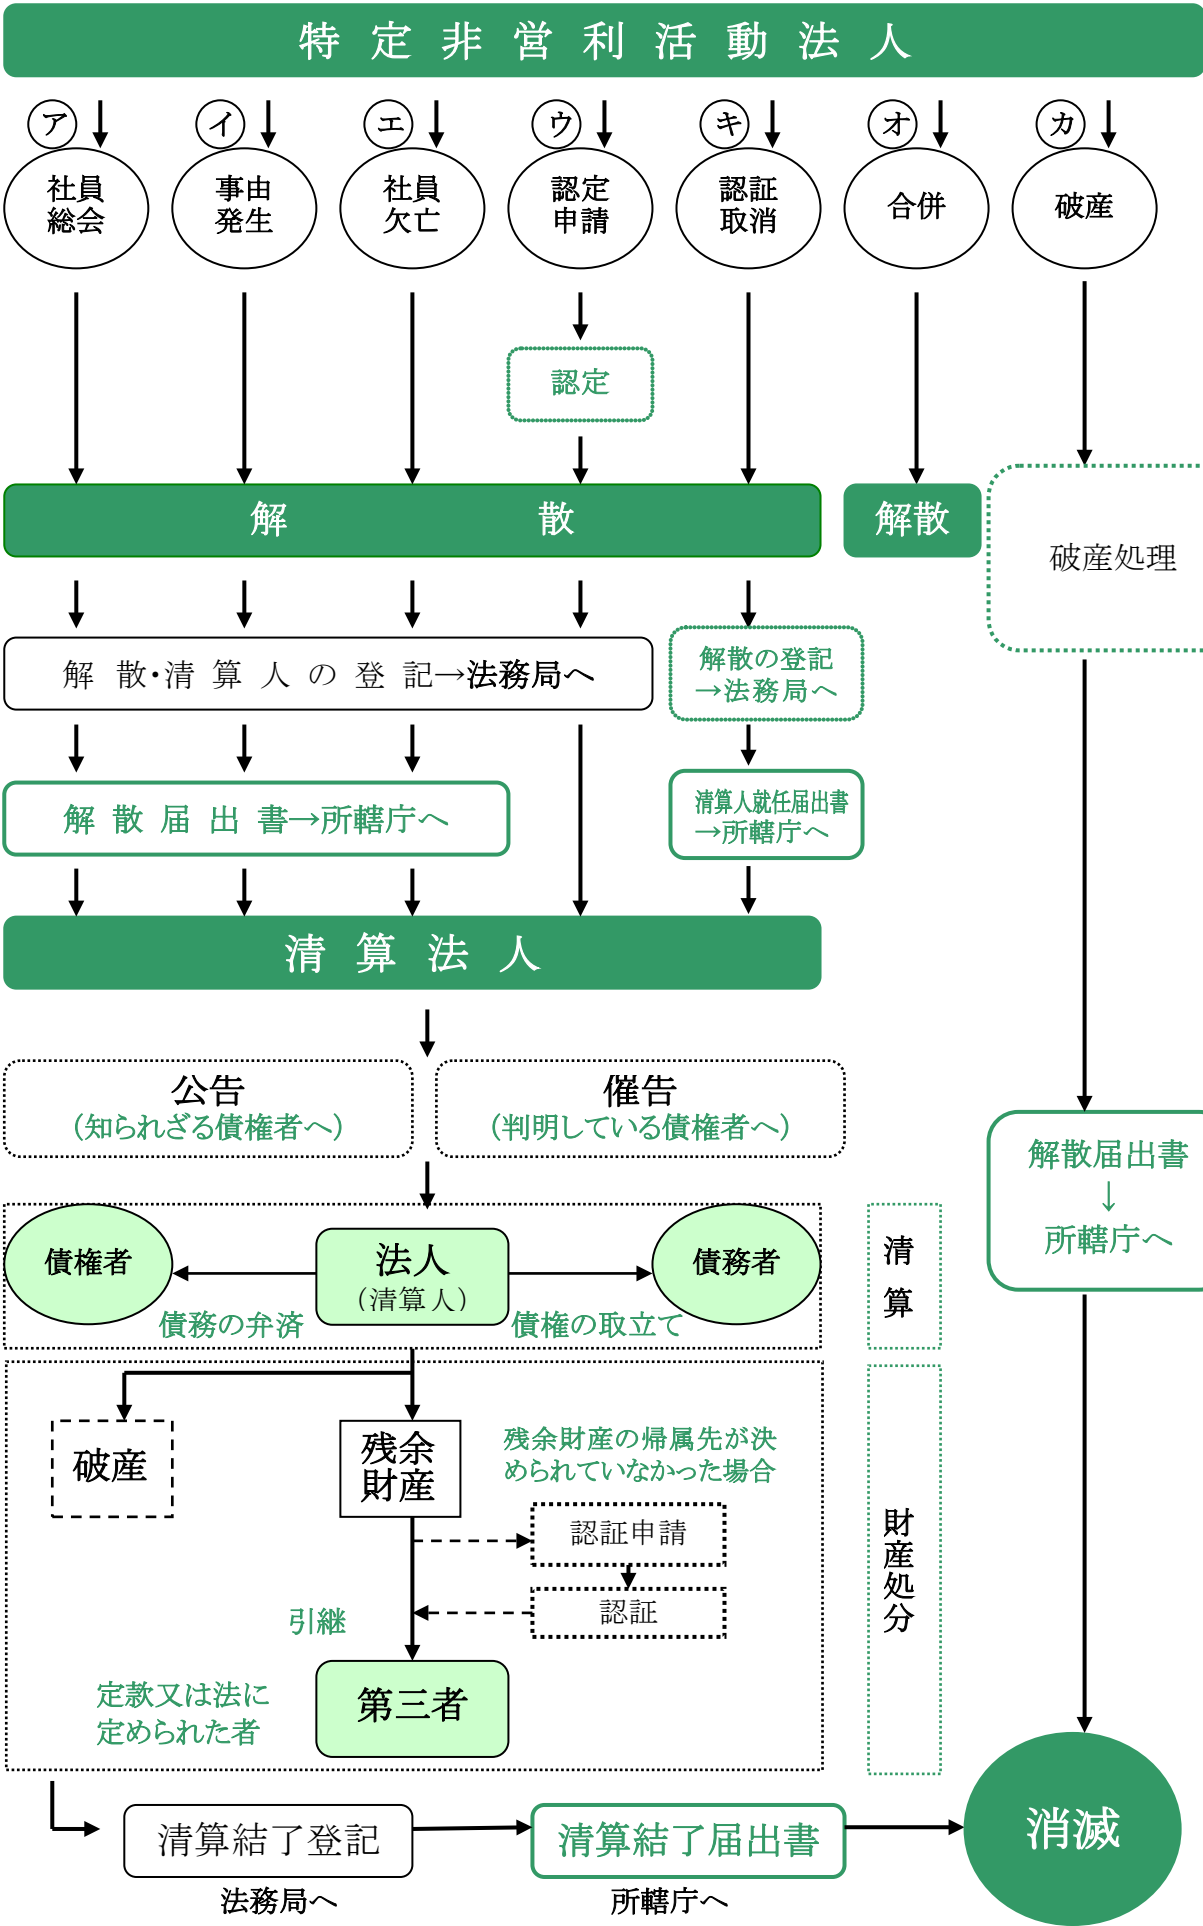 特定非営利活動法人
ア
イ
エ
ウ
キ
オ
カ
社員
総会
事由
発生
社員
欠亡
認定
申請
認証
取消
合併
破産
認定
解散
解散
破産処理
解散・清算人の登記→法務局へ
解散の登記
→法務局へ
解散届出書→所轄庁へ
清算人就任届出書
→所轄庁へ
清算法人
公告
（知られざる債権者へ）
催告
（判明している債権者へ）
解散届出書
↓
所轄庁へ
債権者
法人
（清算人）
債務者
債務の弁済
債権の取立て
清
算
破産
残余
財産
残余財産の帰属先が決
められていなかった場合
認証申請
認証
引継
財
産
処
分
定款又は法に
定められた者
第三者
清算結了登記
清算結了届出書
消滅
法務局へ
所轄庁へ